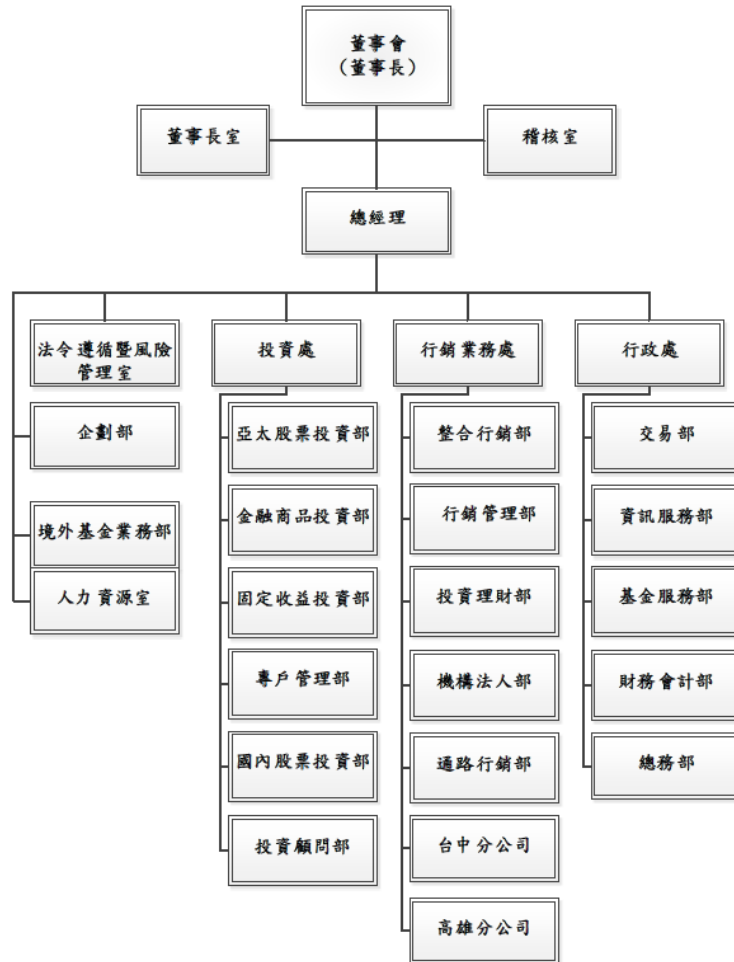 董事會
（董事長）
董事長室
稽核室
總經理
法令遵循暨風險
管理室
企劃部
境外基金業務部
人力資源室
投資處
亞太股票投資部
金融商品投資部
固定收益投資部
專戶管理部
國內股票投資部
投資顧問部
行銷業務處
整合行銷部
行銷管理部
投資理財部
機構法人部
通路行銷部
台中分公司
高雄分公司
行政處
交易部
資訊服務部
基金服務部
財務會計部
總務部